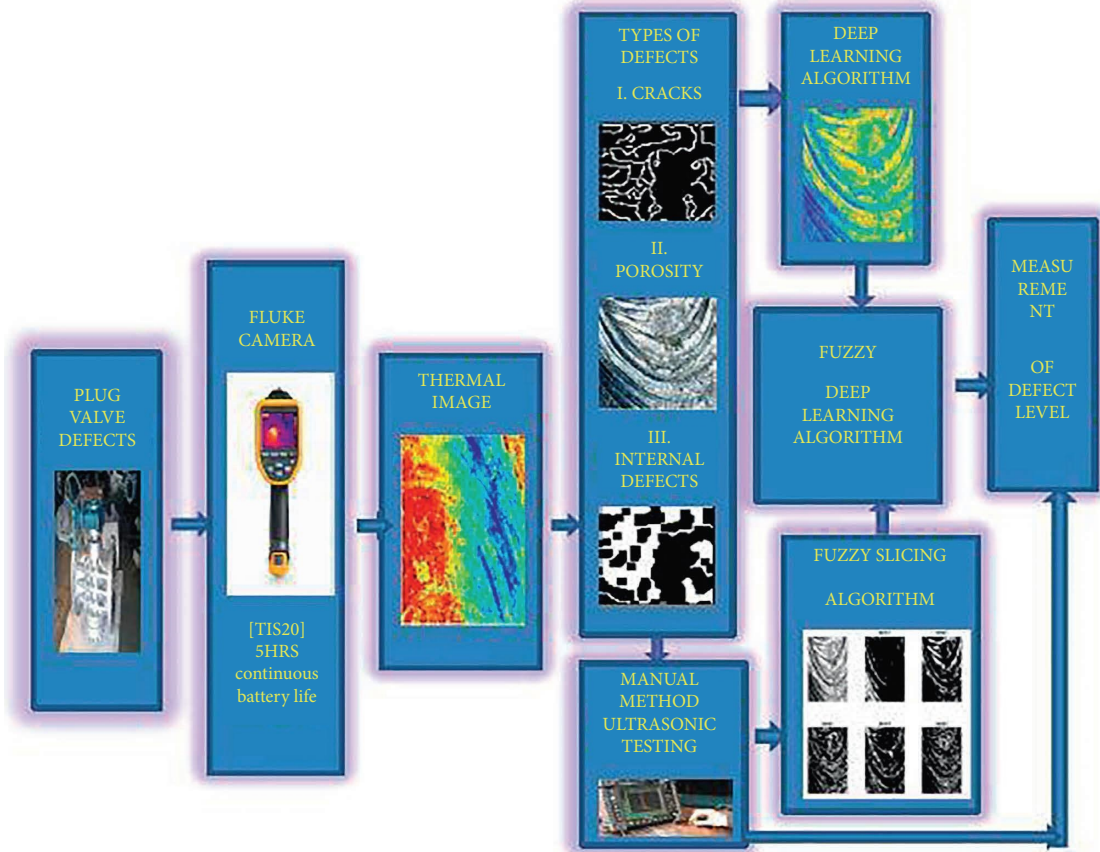 PLUG
VALVE
DEFECTS
FLUKE
CAMERA
[TIS20]
5HRS
continuous
battery life
THERMAL
IMAGE
TYPES OF
DEFECTS
I. CRACKS
II.
POROSITY
III.
INTERNAL
DEFECTS
MANUAL
METHOD
ULTRASONIC
TESTING
DEEP
LEARNING
ALGORITHM
FUZZY
DEEP
LEARNING
ALGORITHM
FUZZY SLICING
ALGORITHM
MEASU
REME
NT
OF
DEFECT
LEVEL